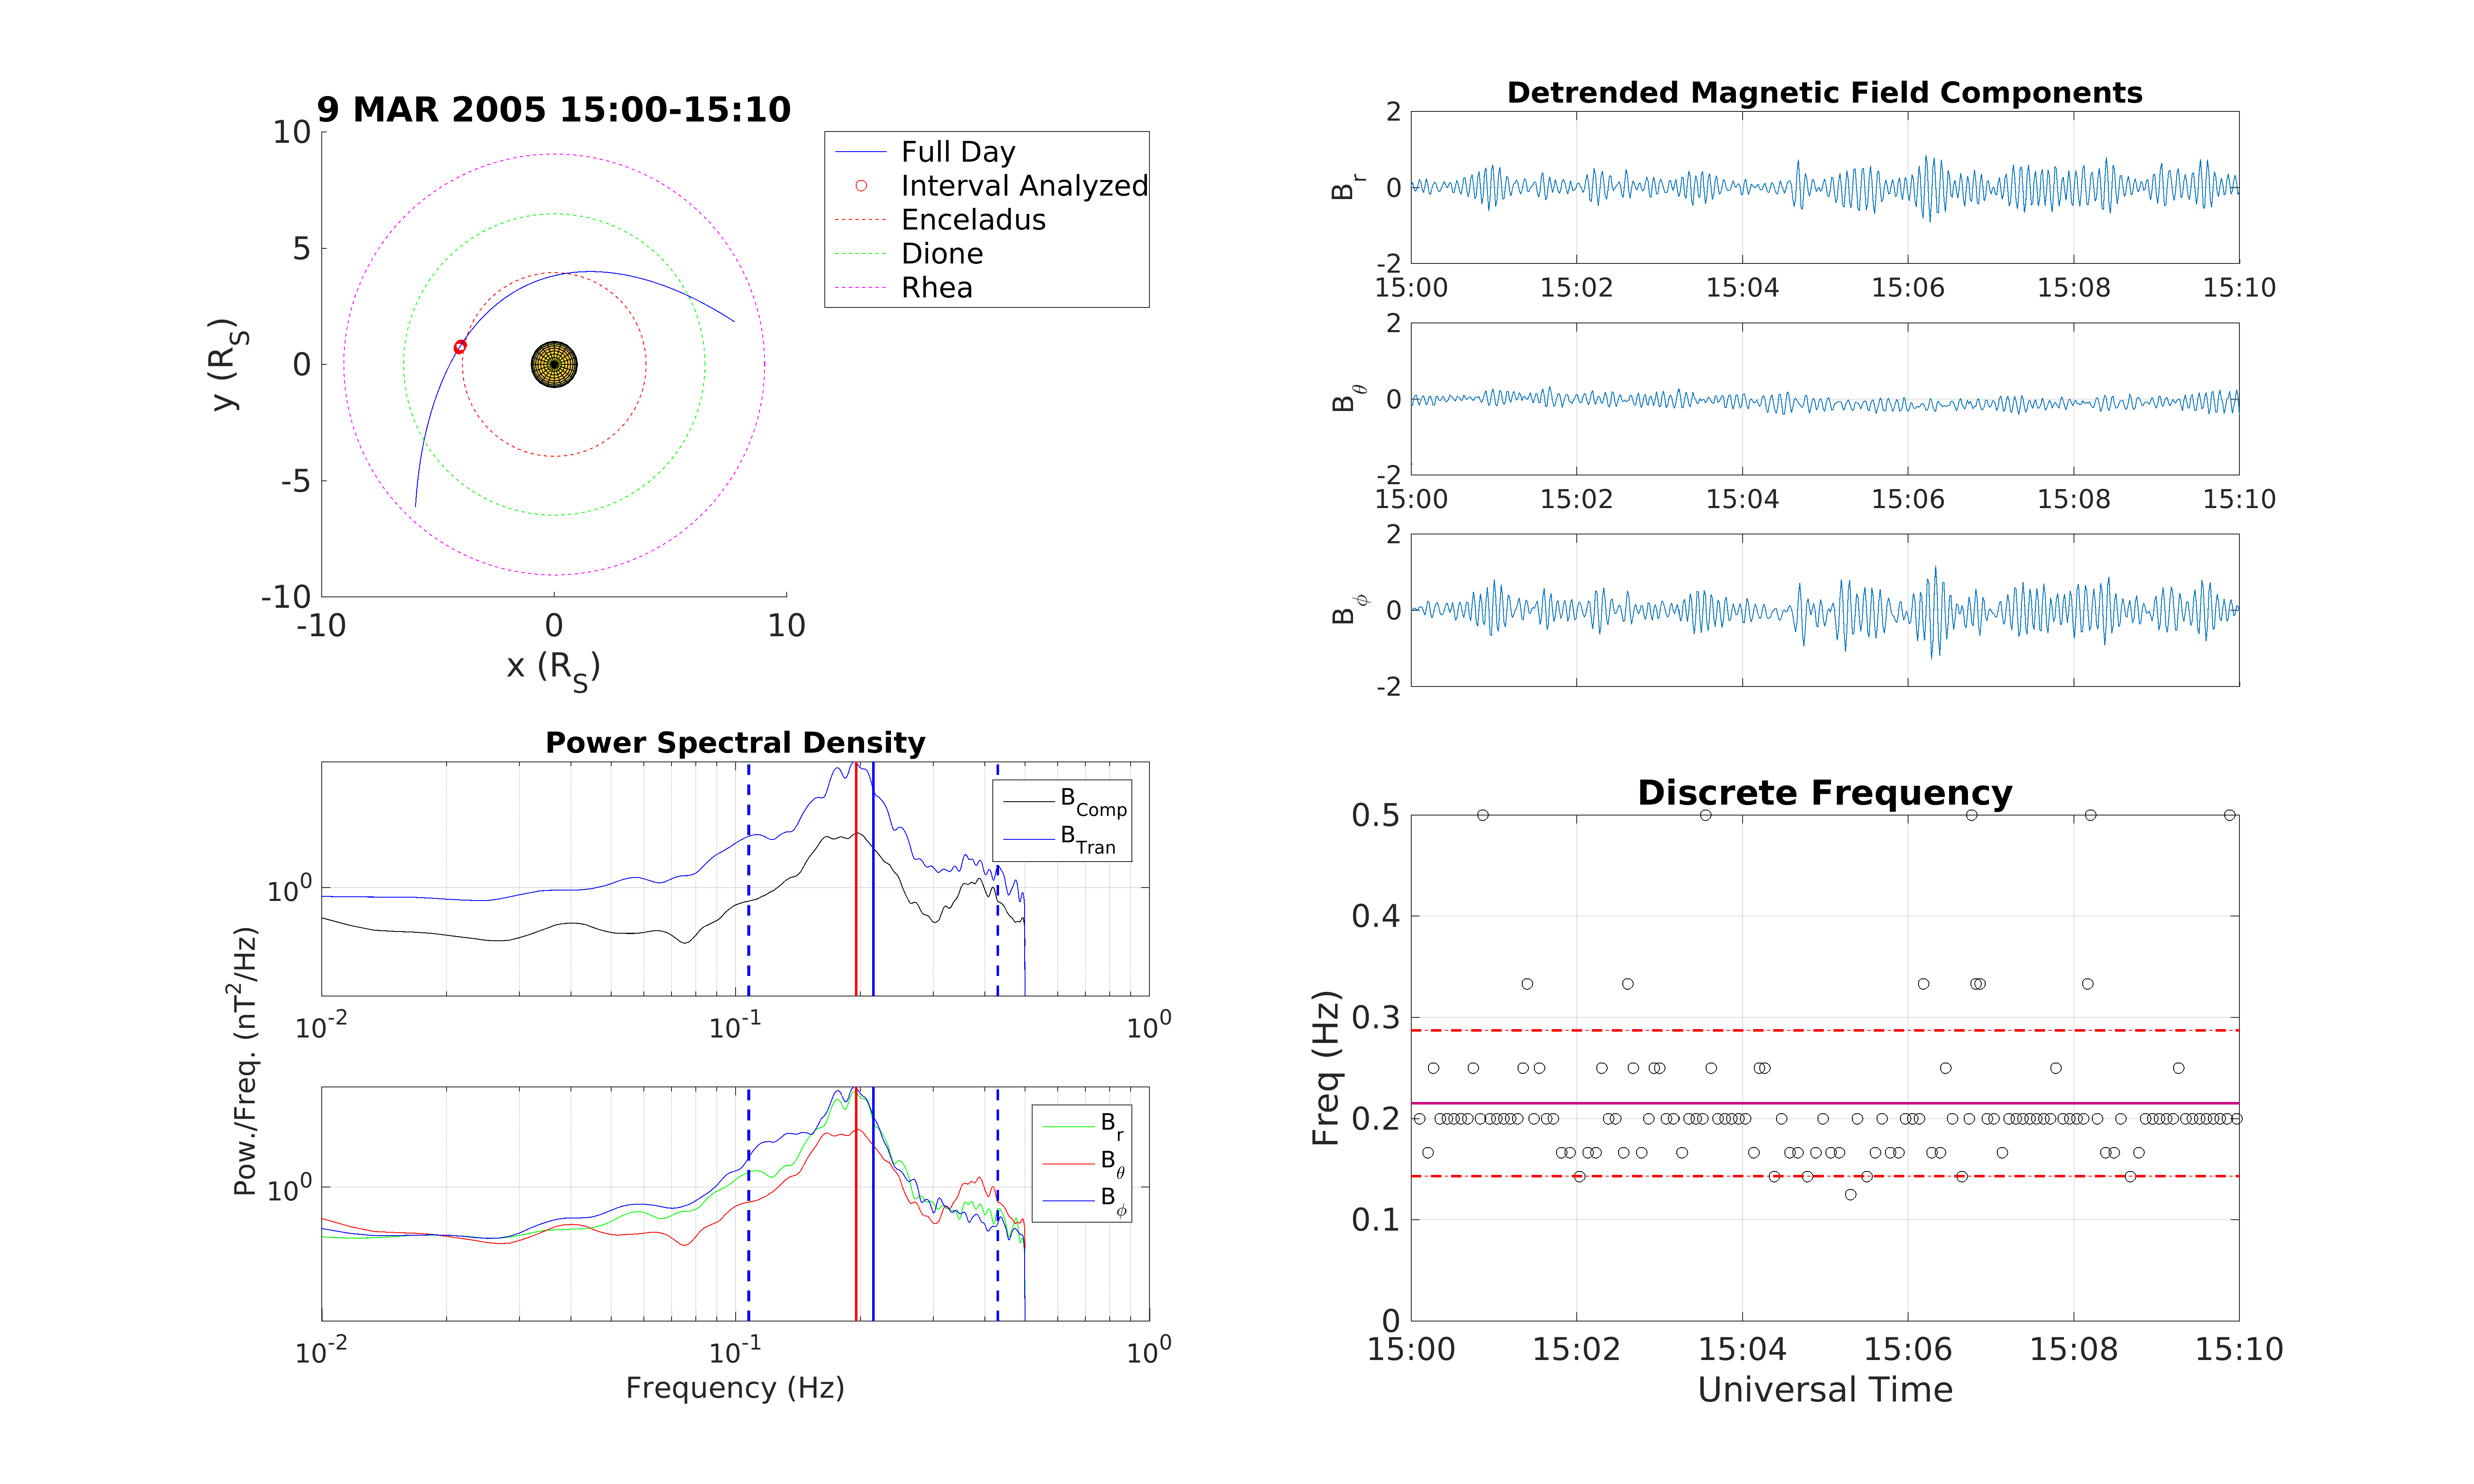 9 MAR 2005 15:00-15:10
10
5
0
-5
-10
-10 0 10
y (R_S)
x (R_S)
Full Day
Interval Analyzed
Enceladus
Dione
Rhea
Detrended Magnetic Field Components
2
0
-2
B_r
15:00 15:02 15:04 15:06 15:08 15:10
2
0
-2
B_θ
15:00 15:02 15:04 15:06 15:08 15:10
2
0
-2
B_ϕ
Power Spectral Density
10^0
B_Comp
B_Tran
10^-2 10^-1 10^0
Pow./Freq. (nT^2/Hz)
10^0
B_r
B_θ
B_ϕ
10^-2 10^-1 10^0
Frequency (Hz)
Discrete Frequency
0.5
0.4
0.3
0.2
0.1
0
Freq (Hz)
15:00 15:02 15:04 15:06 15:08 15:10
Universal Time